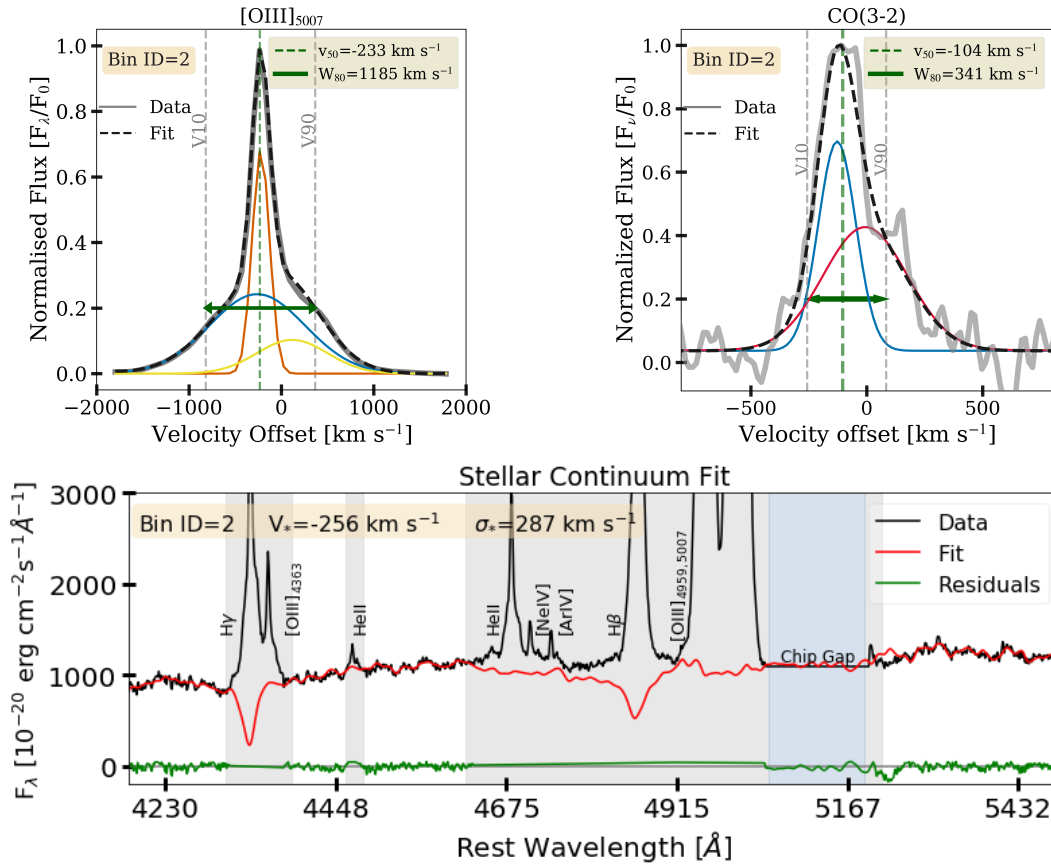 [OIII]₅₀₀₇
Normalised Flux [F_λ/F₀]
1.0
0.8
0.6
0.4
0.2
0.0
Bin ID=2
Data
Fit
v₅₀=-233 km s⁻¹
W₈₀=1185 km s⁻¹
V10
V90
−2000
−1000
0
1000
2000
Velocity Offset [km s⁻¹]
CO(3-2)
Normalized Flux [F_ν/F₀]
1.0
0.8
0.6
0.4
0.2
0.0
Bin ID=2
Data
Fit
v₅₀=-104 km s⁻¹
W₈₀=341 km s⁻¹
V10
V90
−500
0
500
Velocity offset [km s⁻¹]
Stellar Continuum Fit
F_λ [10⁻²⁰ erg cm⁻²s⁻¹Å⁻¹]
3000
2000
1000
0
Bin ID=2 V_*=-256 km s⁻¹ σ_*=287 km s⁻¹
Data
Fit
Residuals
Hγ
[OIII]₄₃₆₃
HeII
HeII
[NeIV]
[ArIV]
Hβ
[OIII]₄₉₅₉,₅₀₀₇
Chip Gap
4230
4448
4675
4915
5167
5432
Rest Wavelength [Å]